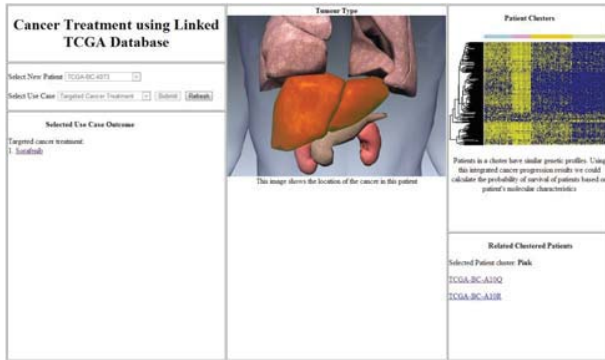 Cancer Treatment using Linked
TCGA Database
Select New Patient TCGA-BC-4073
Select Use Case Targeted Cancer Treatment Submit Refresh
Selected Use Case Outcome
Targeted cancer treatment:
1. Sorafenib
Tumour Type
This image shows the location of the cancer in this patient
Patient Clusters
Patients in a cluster have similar genetic profiles. Using
this integrated cancer progression results we could
calculate the probability of survival of patients based on
patient's molecular characteristics
Related Clustered Patients
Selected Patient cluster: Pink
TCGA-BC-A10Q
TCGA-BC-A10R